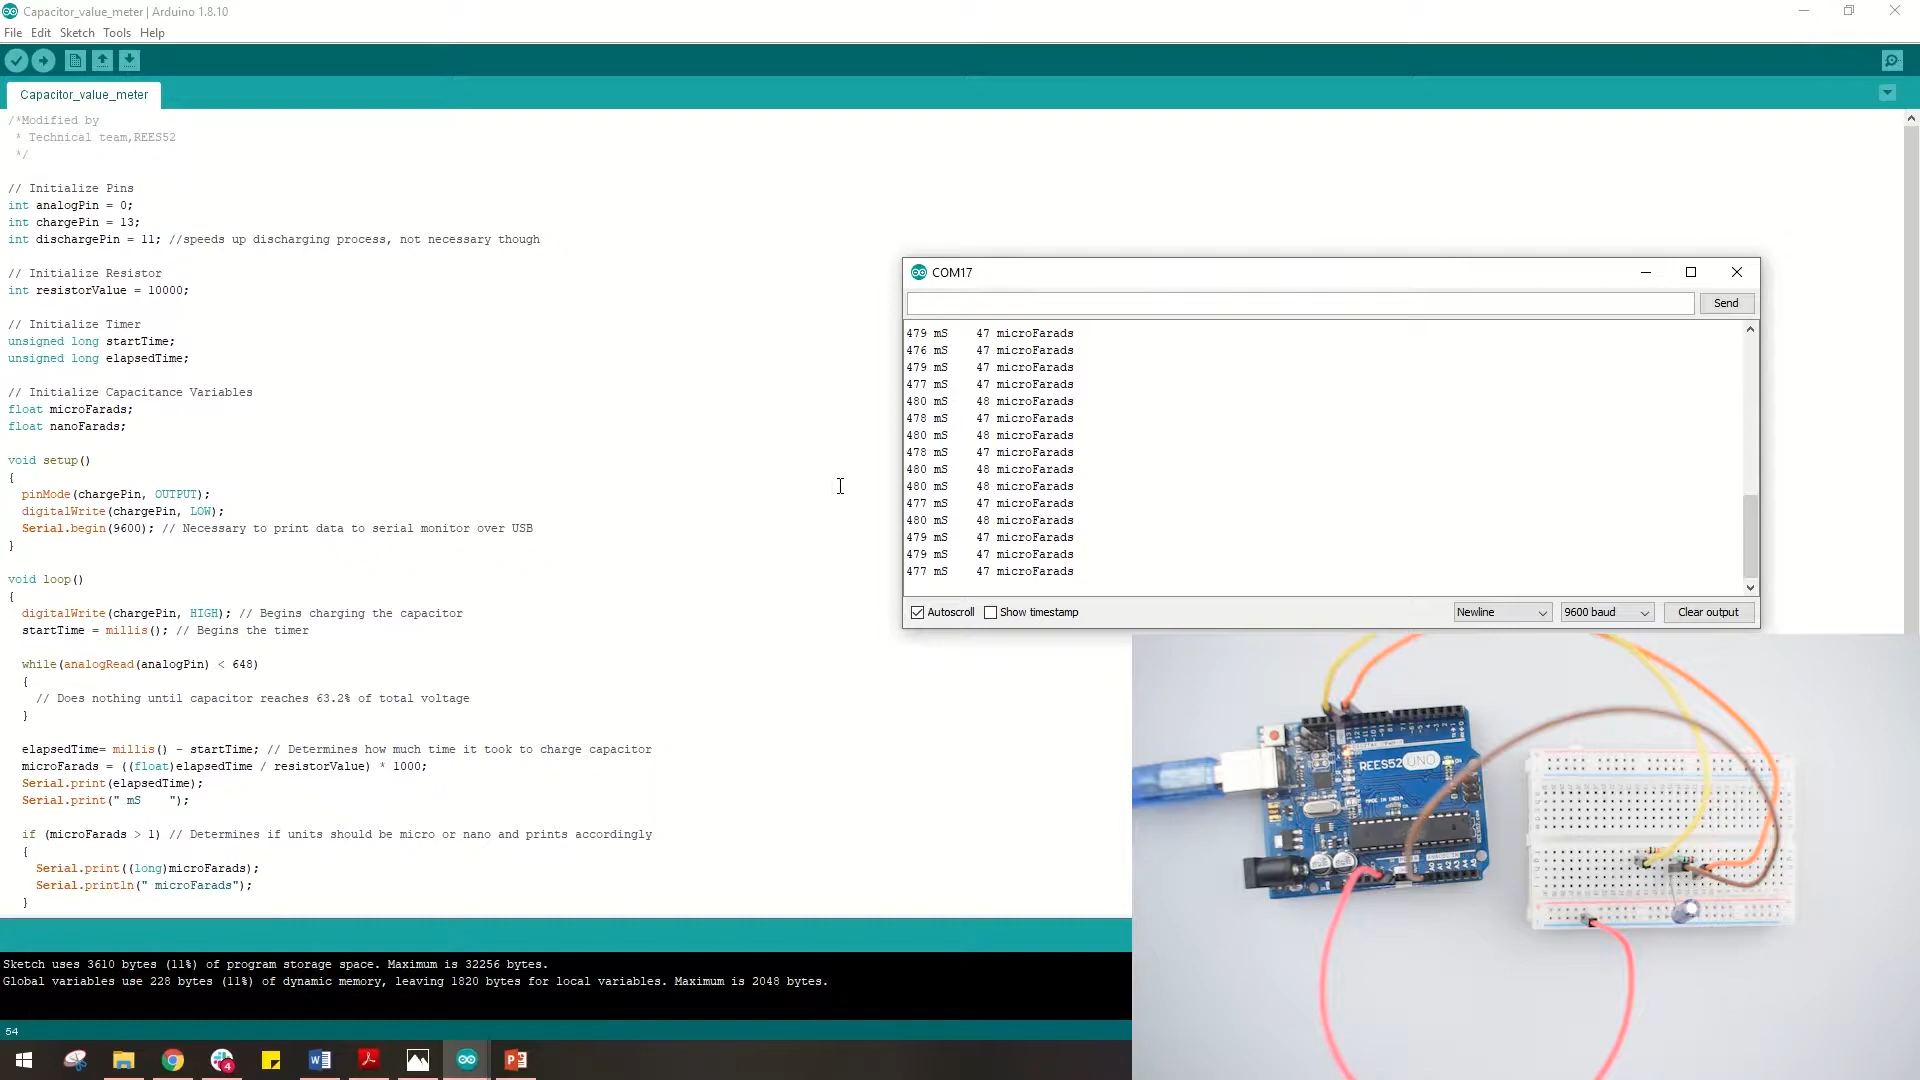 Capacitor_value_meter | Arduino 1.8.10
File Edit Sketch Tools Help
Capacitor_value_meter
/*Modified by
* Technical team,REES52
*/
// Initialize Pins
int analogPin = 0;
int chargePin = 13;
int dischargePin = 11; //speeds up discharging process, not necessary though
// Initialize Resistor
int resistorValue = 10000;
// Initialize Timer
unsigned long startTime;
unsigned long elapsedTime;
// Initialize Capacitance Variables
float microFarads;
float nanoFarads;
void setup()
{
pinMode(chargePin, OUTPUT);
digitalWrite(chargePin, LOW);
Serial.begin(9600); // Necessary to print data to serial monitor over USB
}
void loop()
{
digitalWrite(chargePin, HIGH); // Begins charging the capacitor
startTime = millis(); // Begins the timer
while(analogRead(analogPin) < 648)
{
// Does nothing until capacitor reaches 63.2% of total voltage
}
elapsedTime= millis() - startTime; // Determines how much time it took to charge capacitor
microFarads = ((float)elapsedTime / resistorValue) * 1000;
Serial.print(elapsedTime);
Serial.print(" mS    ");
if (microFarads > 1) // Determines if units should be micro or nano and prints accordingly
{
Serial.print((long)microFarads);
Serial.println(" microFarads");
}
COM17
Send
479 mS    47 microFarads
476 mS    47 microFarads
479 mS    47 microFarads
477 mS    47 microFarads
480 mS    48 microFarads
478 mS    47 microFarads
480 mS    48 microFarads
478 mS    47 microFarads
480 mS    48 microFarads
480 mS    48 microFarads
477 mS    47 microFarads
480 mS    48 microFarads
479 mS    47 microFarads
479 mS    47 microFarads
477 mS    47 microFarads
Autoscroll Show timestamp Newline 9600 baud Clear output
REES52 UNO
MADE IN INDIA
Sketch uses 3610 bytes (11%) of program storage space. Maximum is 32256 bytes.
Global variables use 228 bytes (11%) of dynamic memory, leaving 1820 bytes for local variables. Maximum is 2048 bytes.
54
4